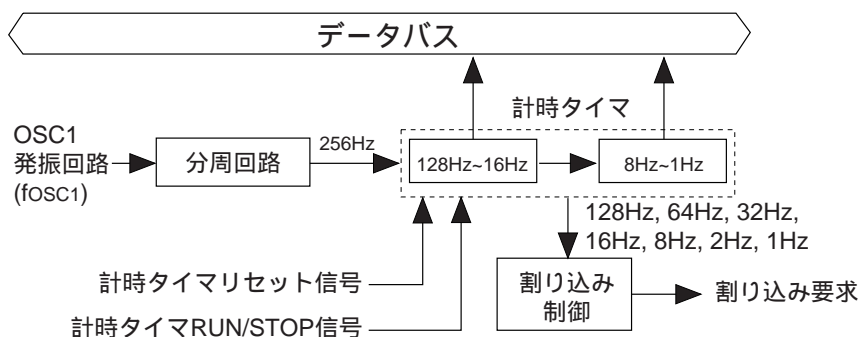 データバス
計時タイマ
OSC1
発振回路
(fOSC1)
分周回路
256Hz
128Hz~16Hz
8Hz~1Hz
128Hz, 64Hz, 32Hz,
16Hz, 8Hz, 2Hz, 1Hz
計時タイマリセット信号
計時タイマRUN/STOP信号
割り込み
制御
割り込み要求